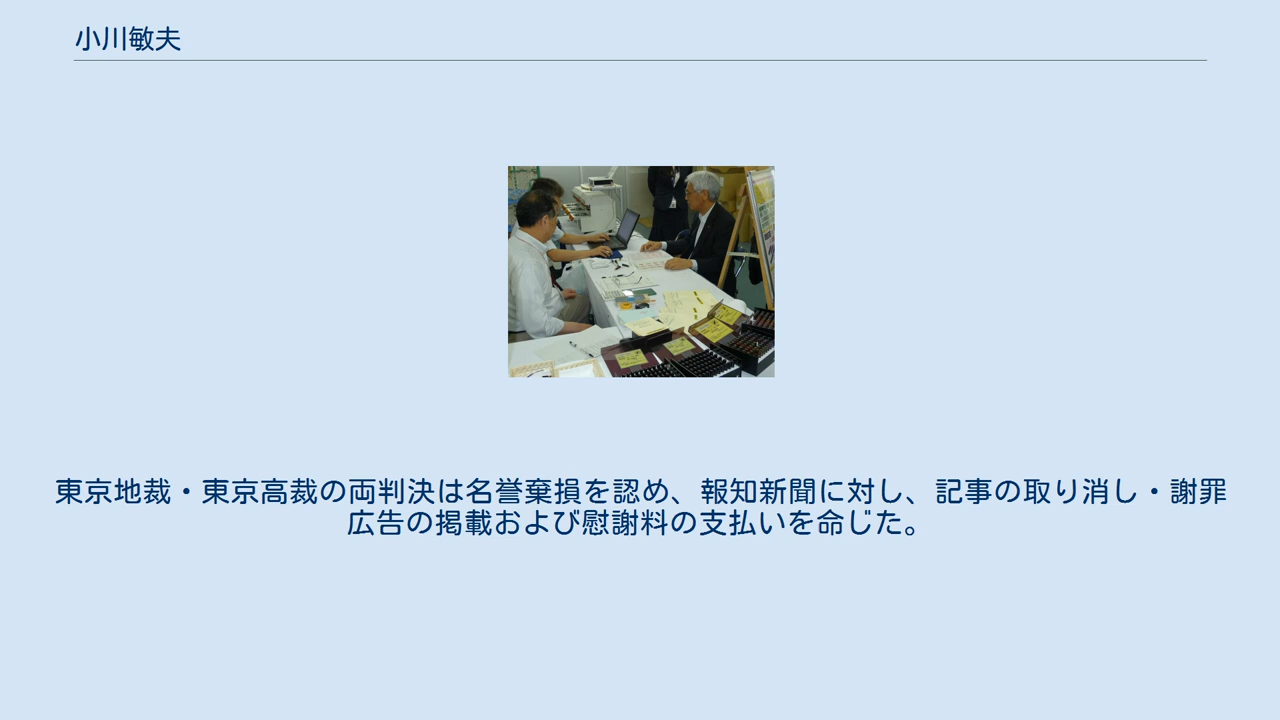 小川敏夫
東京地裁・東京高裁の両判決は名誉棄損を認め、報知新聞に対し、記事の取り消し・謝罪
広告の掲載および慰謝料の支払いを命じた。